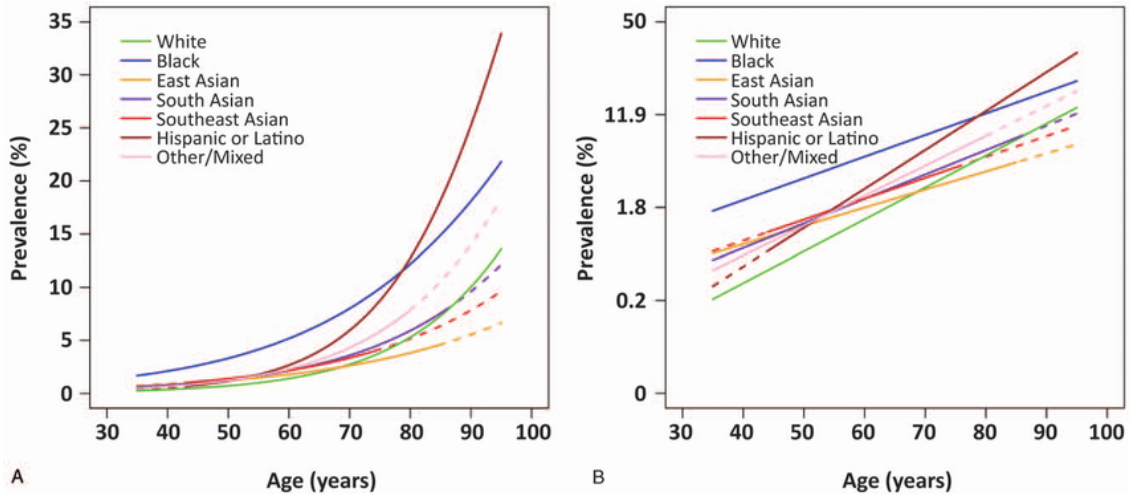 35
30
25
20
15
10
5
0
Prevalence (%)
White
Black
East Asian
South Asian
Southeast Asian
Hispanic or Latino
Other/Mixed
30 40 50 60 70 80 90 100
A Age (years)
50
11.9
1.8
0.2
0
Prevalence (%)
White
Black
East Asian
South Asian
Southeast Asian
Hispanic or Latino
Other/Mixed
30 40 50 60 70 80 90 100
B Age (years)